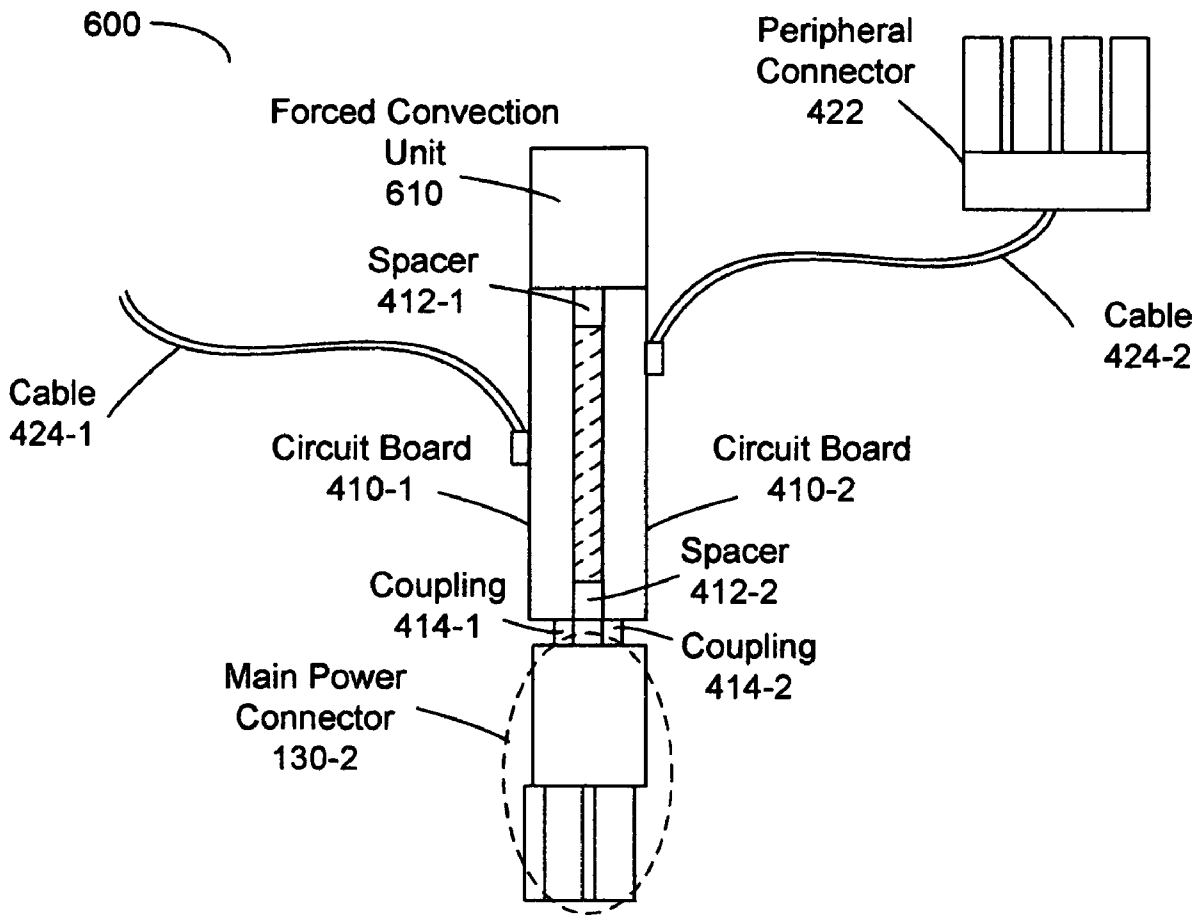 600
Peripheral
Connector
422
Forced Convection
Unit
610
Spacer
412-1
Cable
424-2
Cable
424-1
Circuit Board
410-1
Circuit Board
410-2
Spacer
412-2
Coupling
414-1
Coupling
414-2
Main Power
Connector
130-2